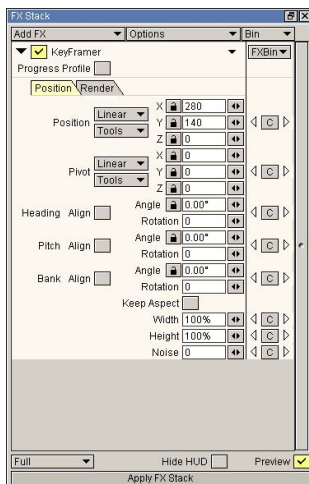 FX Stack
Add FX Options Bin
KeyFramer FXBin
Progress Profile
Position Render
X 280
Linear
Position Y 140 C
Tools
Z 0
X 0
Linear
Pivot Y 0 C
Tools
Z 0
Angle 0.00°
Heading Align C
Rotation 0
Angle 0.00°
Pitch Align C
Rotation 0
Angle 0.00°
Bank Align C
Rotation 0
Keep Aspect
Width 100% C
Height 100% C
Noise 0 C
Full Hide HUD Preview
Apply FX Stack